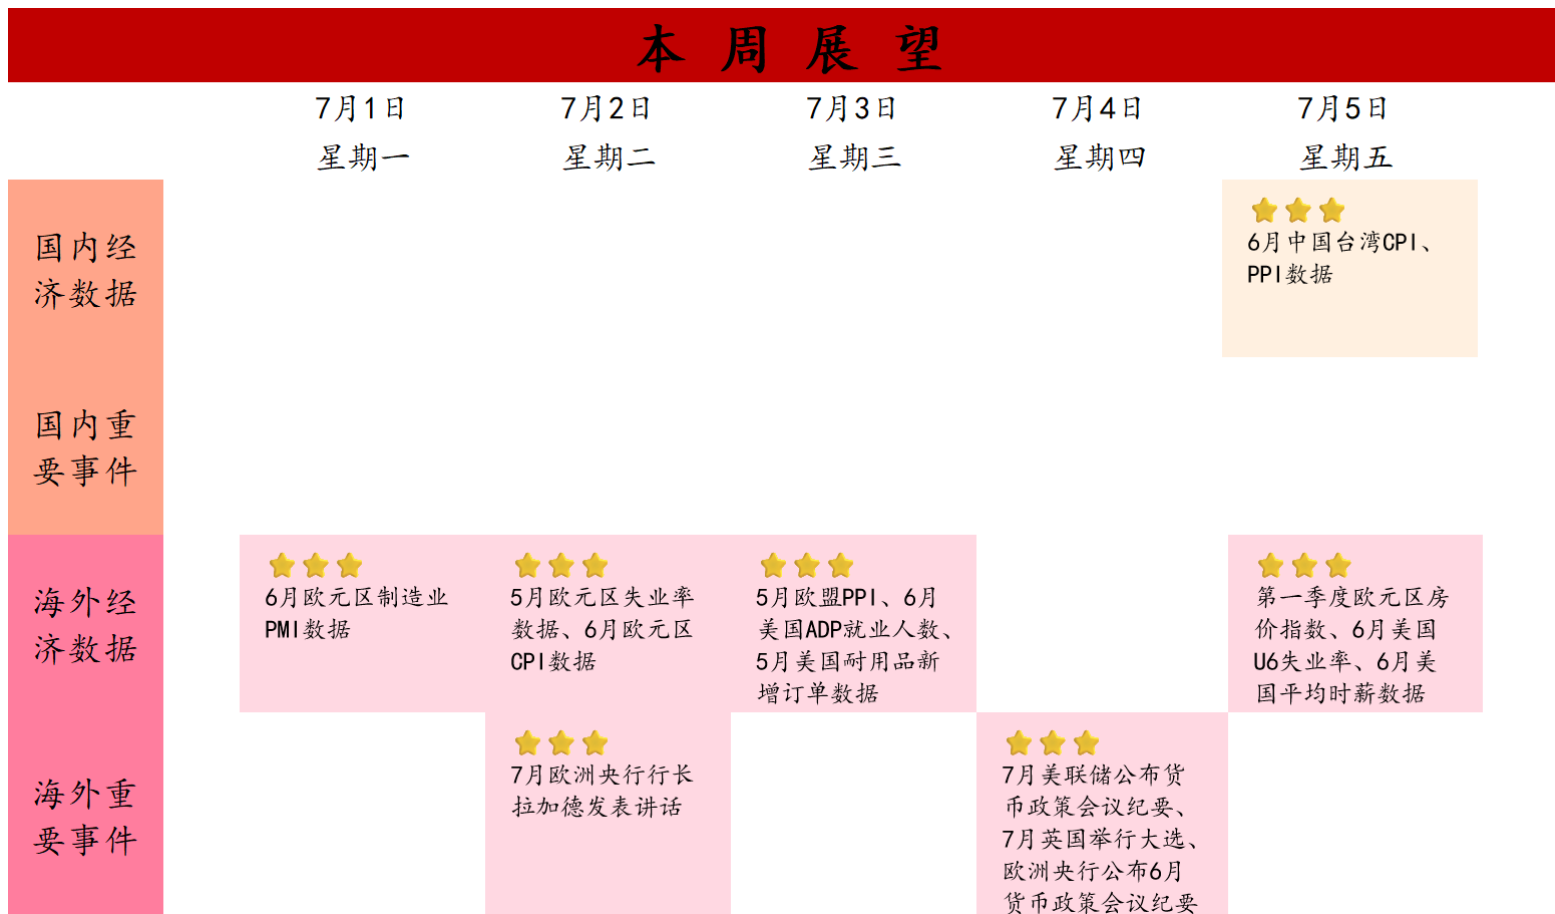 本周展望
7月1日
星期一
7月2日
星期二
7月3日
星期三
7月4日
星期四
7月5日
星期五
国内经
济数据
6月中国台湾CPI、
PPI数据
国内重
要事件
海外经
济数据
6月欧元区制造业
PMI数据
5月欧元区失业率
数据、6月欧元区
CPI数据
5月欧盟PPI、6月
美国ADP就业人数、
5月美国耐用品新
增订单数据
第一季度欧元区房
价指数、6月美国
U6失业率、6月美
国平均时薪数据
海外重
要事件
7月欧洲央行行长
拉加德发表讲话
7月美联储公布货
币政策会议纪要、
7月英国举行大选、
欧洲央行公布6月
货币政策会议纪要